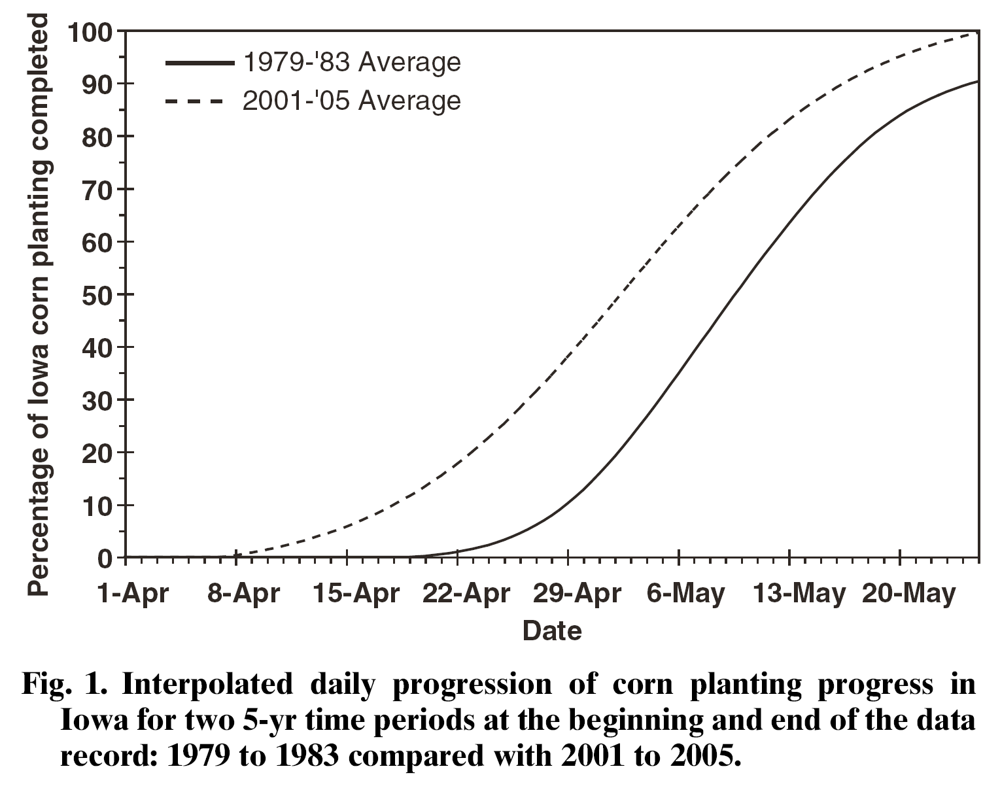 Percentage of Iowa corn planting completed
100
90
80
70
60
50
40
30
20
10
0
1979-'83 Average
2001-'05 Average
1-Apr 8-Apr 15-Apr 22-Apr 29-Apr 6-May 13-May 20-May
Date
Fig. 1. Interpolated daily progression of corn planting progress in
Iowa for two 5-yr time periods at the beginning and end of the data
record: 1979 to 1983 compared with 2001 to 2005.